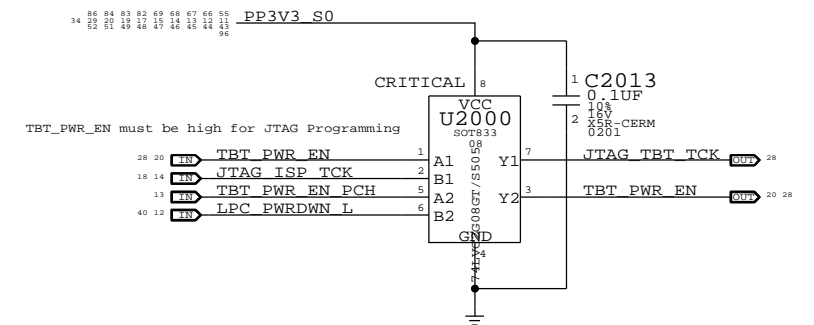 86 84 83 82 69 68 67 66 55
34 29 20 19 17 15 14 13 12 11
52 51 49 48 47 46 45 44 43
96
PP3V3_S0
CRITICAL
8
VCC
U2000
SOT833
08
74LVC2G08GT/S505
1 C2013
0.1UF
10%
16V
2 X5R-CERM
0201
TBT_PWR_EN must be high for JTAG Programming
28 20 IN TBT_PWR_EN 1 A1 Y1 7 JTAG_TBT_TCK OUT 28
18 14 IN JTAG_ISP_TCK 2 B1
13 IN TBT_PWR_EN_PCH 5 A2 Y2 3 TBT_PWR_EN OUT 20 28
40 12 IN LPC_PWRDWN_L 6 B2
GND
4